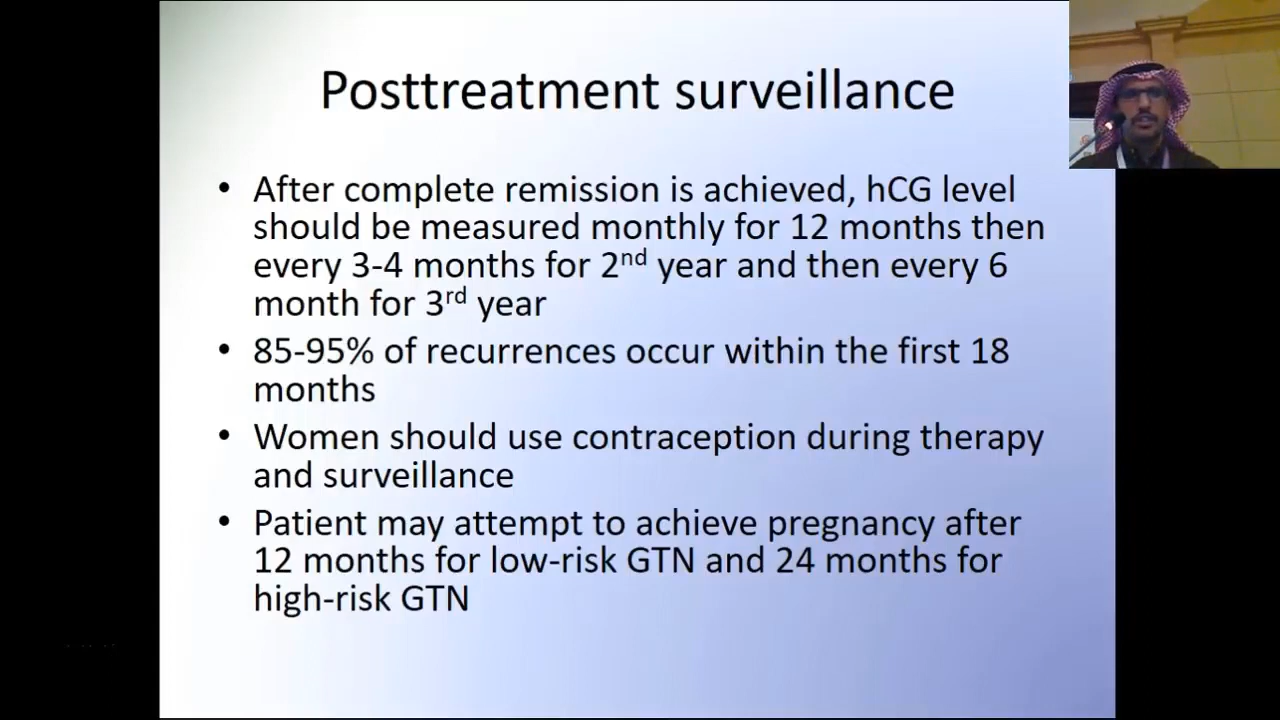 Posttreatment surveillance
• After complete remission is achieved, hCG level
should be measured monthly for 12 months then
every 3-4 months for 2nd year and then every 6
month for 3rd year
• 85-95% of recurrences occur within the first 18
months
• Women should use contraception during therapy
and surveillance
• Patient may attempt to achieve pregnancy after
12 months for low-risk GTN and 24 months for
high-risk GTN